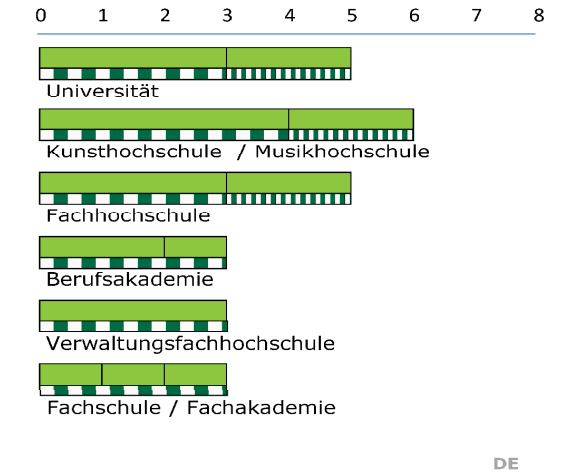 0 1 2 3 4 5 6 7 8
Universität
Kunsthochschule / Musikhochschule
Fachhochschule
Berufsakademie
Verwaltungsfachhochschule
Fachschule / Fachakademie
DE